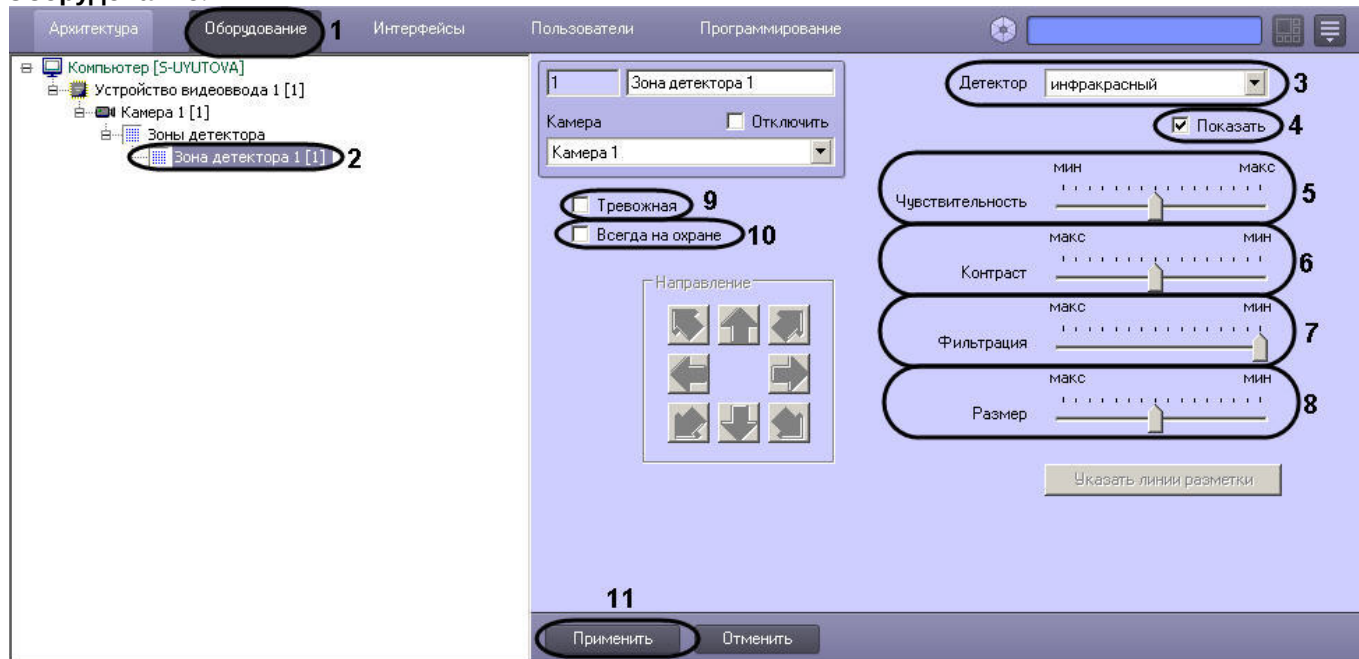 Архитектура Оборудование 1 Интерфейсы Пользователи Программирование
Компьютер [S-UYUTOVA]
Устройство видеоввода 1 [1]
Камера 1 [1]
Зоны детектора
Зона детектора 1 [1] 2
1 Зона детектора 1
Камера Отключить
Камера 1
Тревожная 9
Всегда на охране 10
Направление
Детектор инфракрасный 3
Показать 4
мин макс
Чувствительность 5
макс мин
Контраст 6
макс мин
Фильтрация 7
макс мин
Размер 8
Указать линии разметки
11
Применить Отменить